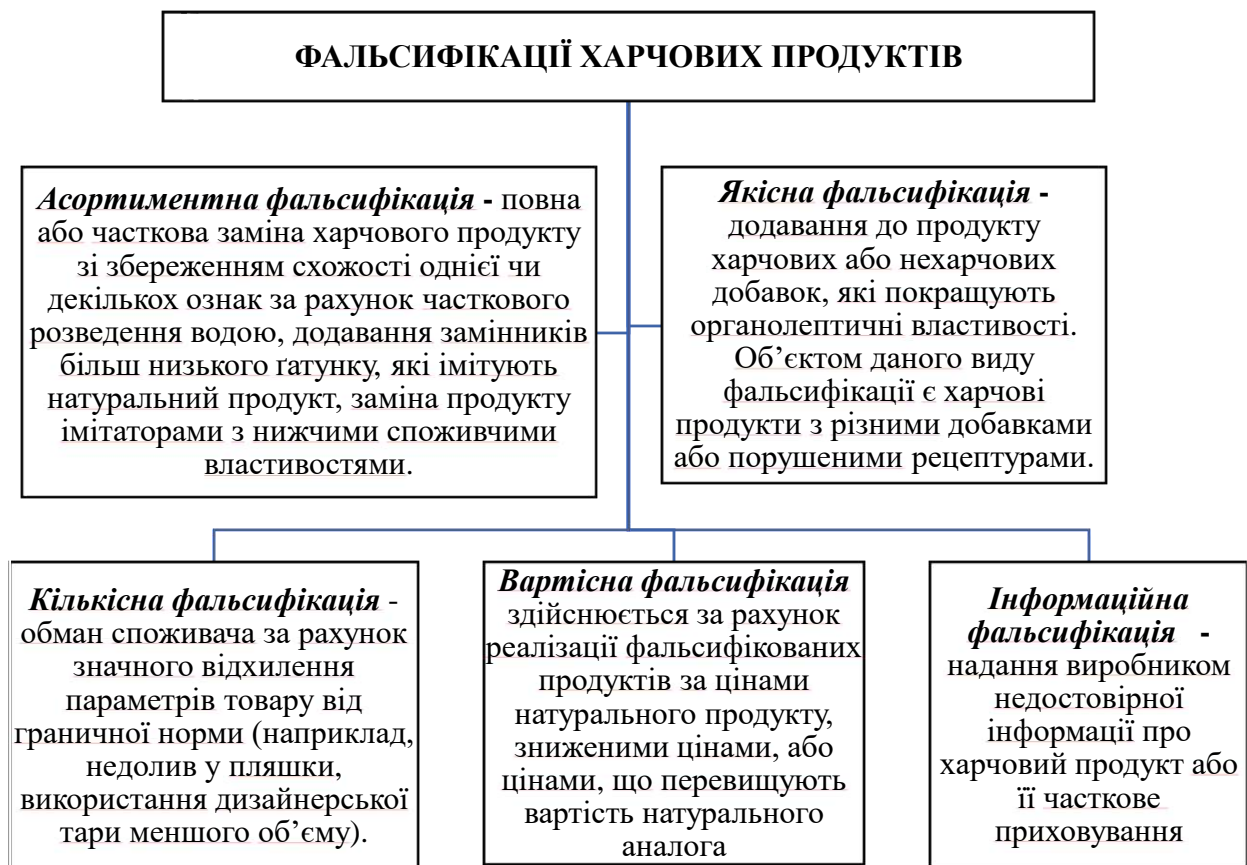 ФАЛЬСИФІКАЦІЇ ХАРЧОВИХ ПРОДУКТІВ
Асортиментна фальсифікація - повна
або часткова заміна харчового продукту
зі збереженням схожості однієї чи
декількох ознак за рахунок часткового
розведення водою, додавання замінників
більш низького ґатунку, які імітують
натуральний продукт, заміна продукту
імітаторами з нижчими споживчими
властивостями.
Якісна фальсифікація -
додавання до продукту
харчових або нехарчових
добавок, які покращують
органолептичні властивості.
Об’єктом даного виду
фальсифікації є харчові
продукти з різними добавками
або порушеними рецептурами.
Кількісна фальсифікація -
обман споживача за рахунок
значного відхилення
параметрів товару від
граничної норми (наприклад,
недолив у пляшки,
використання дизайнерської
тари меншого об’єму).
Вартісна фальсифікація
здійснюється за рахунок
реалізації фальсифікованих
продуктів за цінами
натурального продукту,
зниженими цінами, або
цінами, що перевищують
вартість натурального
аналога
Інформаційна
фальсифікація -
надання виробником
недостовірної
інформації про
харчовий продукт або
її часткове
приховування